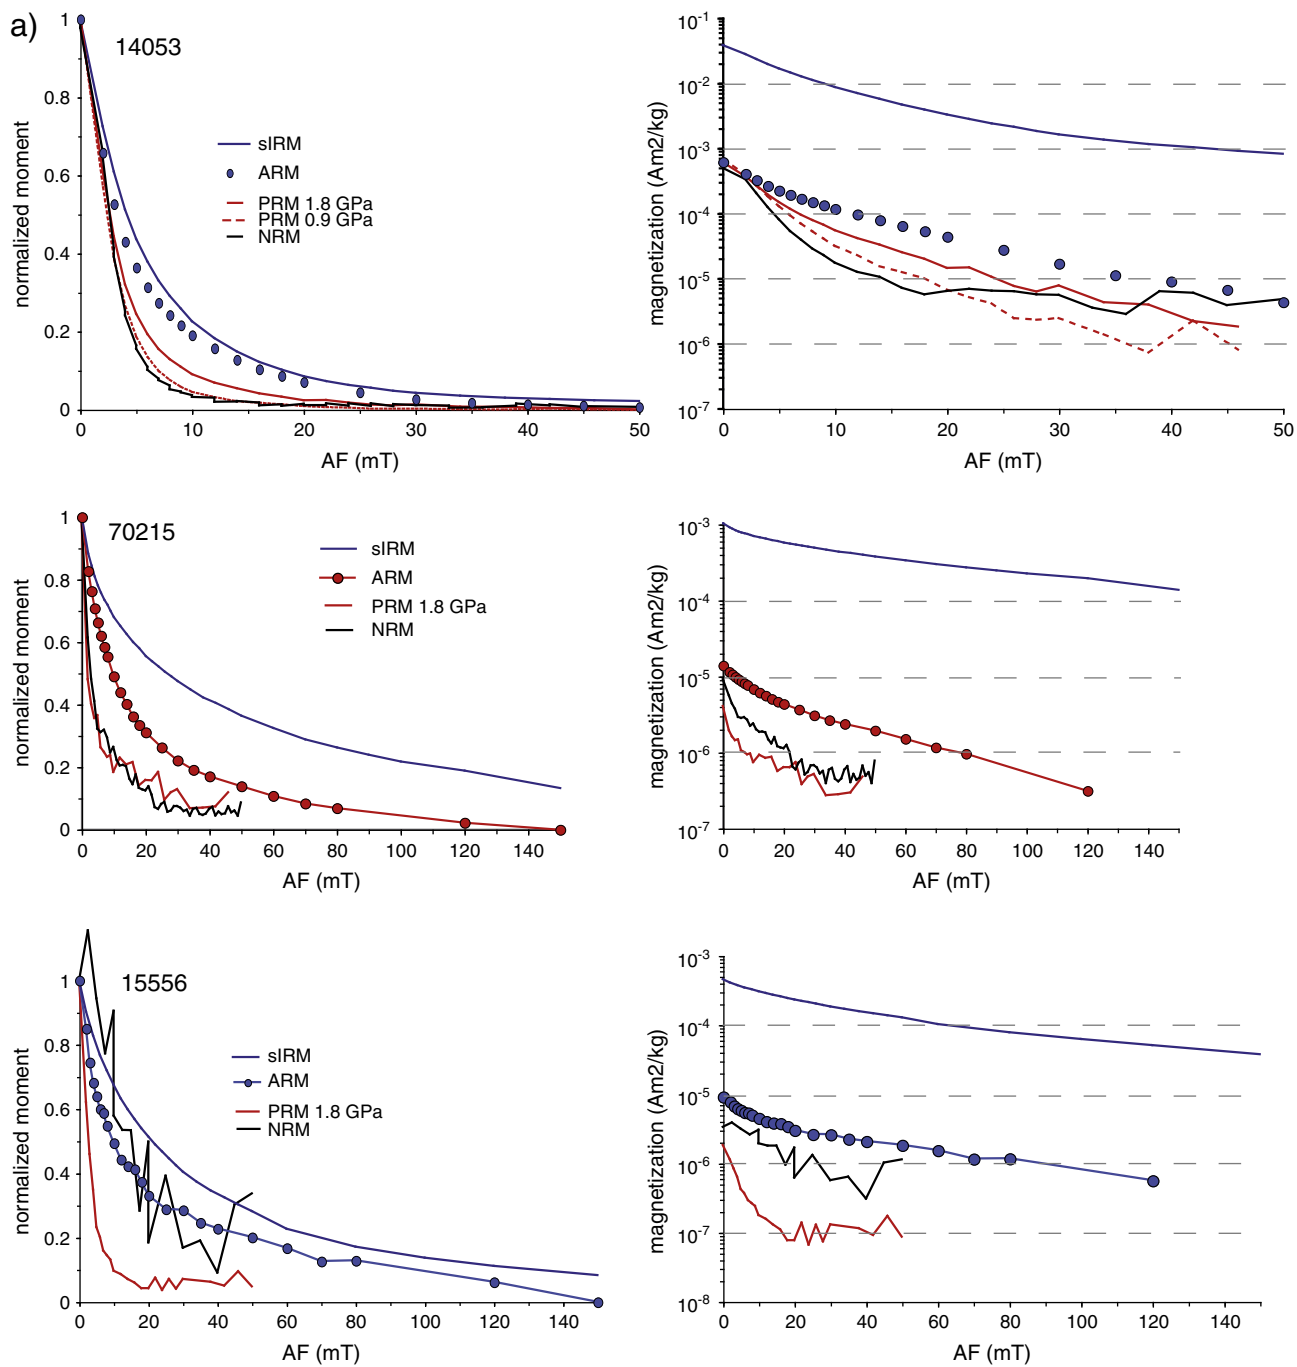 a)
14053
normalized moment
1
0.8
0.6
0.4
0.2
0
sIRM
ARM
PRM 1.8 GPa
PRM 0.9 GPa
NRM
0 10 20 30 40 50
AF (mT)
magnetization (Am2/kg)
10-1
10-2
10-3
10-4
10-5
10-6
10-7
0 10 20 30 40 50
AF (mT)
70215
normalized moment
1
0.8
0.6
0.4
0.2
0
sIRM
ARM
PRM 1.8 GPa
NRM
0 20 40 60 80 100 120 140
AF (mT)
magnetization (Am2/kg)
10-3
10-4
10-5
10-6
10-7
0 20 40 60 80 100 120 140
AF (mT)
15556
normalized moment
1
0.8
0.6
0.4
0.2
0
sIRM
ARM
PRM 1.8 GPa
NRM
0 20 40 60 80 100 120 140
AF (mT)
magnetization (Am2/kg)
10-3
10-4
10-5
10-6
10-7
10-8
0 20 40 60 80 100 120 140
AF (mT)